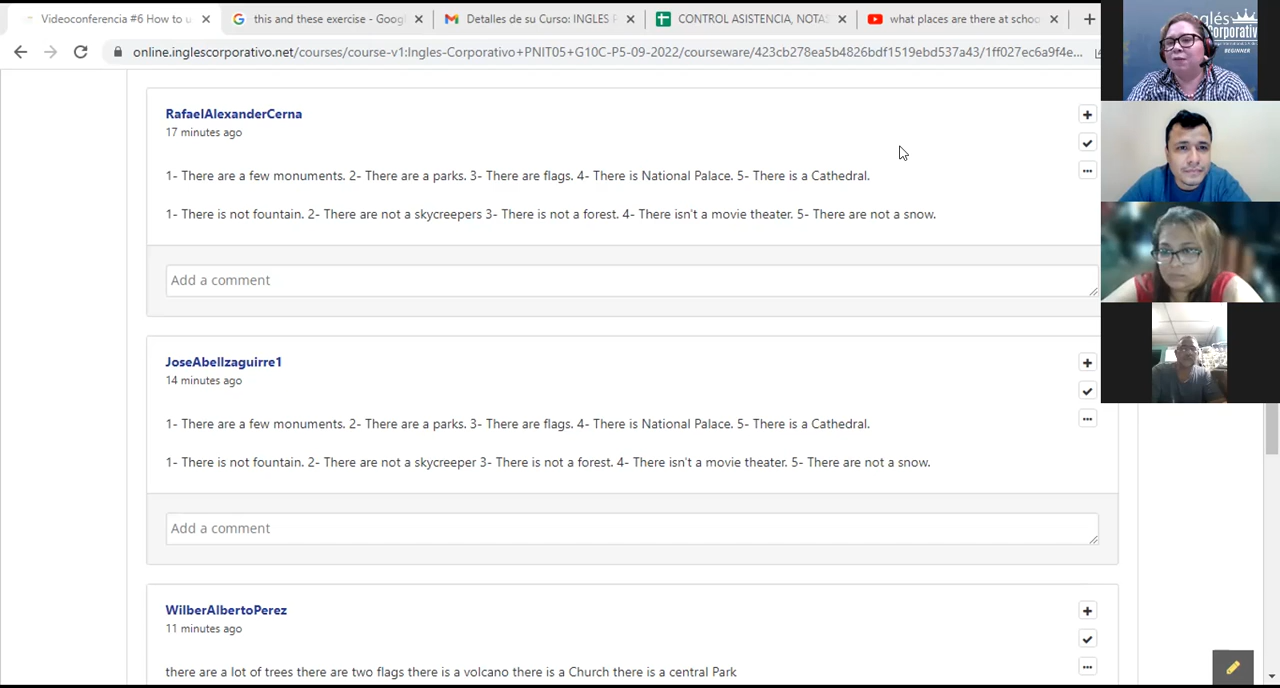 Videoconferencia #6 How to u
this and these exercise - Googl
Detalles de su Curso: INGLES P
CONTROL ASISTENCIA, NOTAS
what places are there at schoo
online.inglescorporativo.net/courses/course-v1:Ingles-Corporativo+PNIT05+G10C-P5-09-2022/courseware/423cb278ea5b4826bdf1519ebd537a43/1ff027ec6a9f4e...
Inglés
Corporativo
BEGINNER
RafaelAlexanderCerna
17 minutes ago
1- There are a few monuments. 2- There are a parks. 3- There are flags. 4- There is National Palace. 5- There is a Cathedral.
1- There is not fountain. 2- There are not a skycreepers 3- There is not a forest. 4- There isn't a movie theater. 5- There are not a snow.
Add a comment
JoseAbelIzaguirre1
14 minutes ago
1- There are a few monuments. 2- There are a parks. 3- There are flags. 4- There is National Palace. 5- There is a Cathedral.
1- There is not fountain. 2- There are not a skycreeper 3- There is not a forest. 4- There isn't a movie theater. 5- There are not a snow.
Add a comment
WilberAlbertoPerez
11 minutes ago
there are a lot of trees there are two flags there is a volcano there is a Church there is a central Park